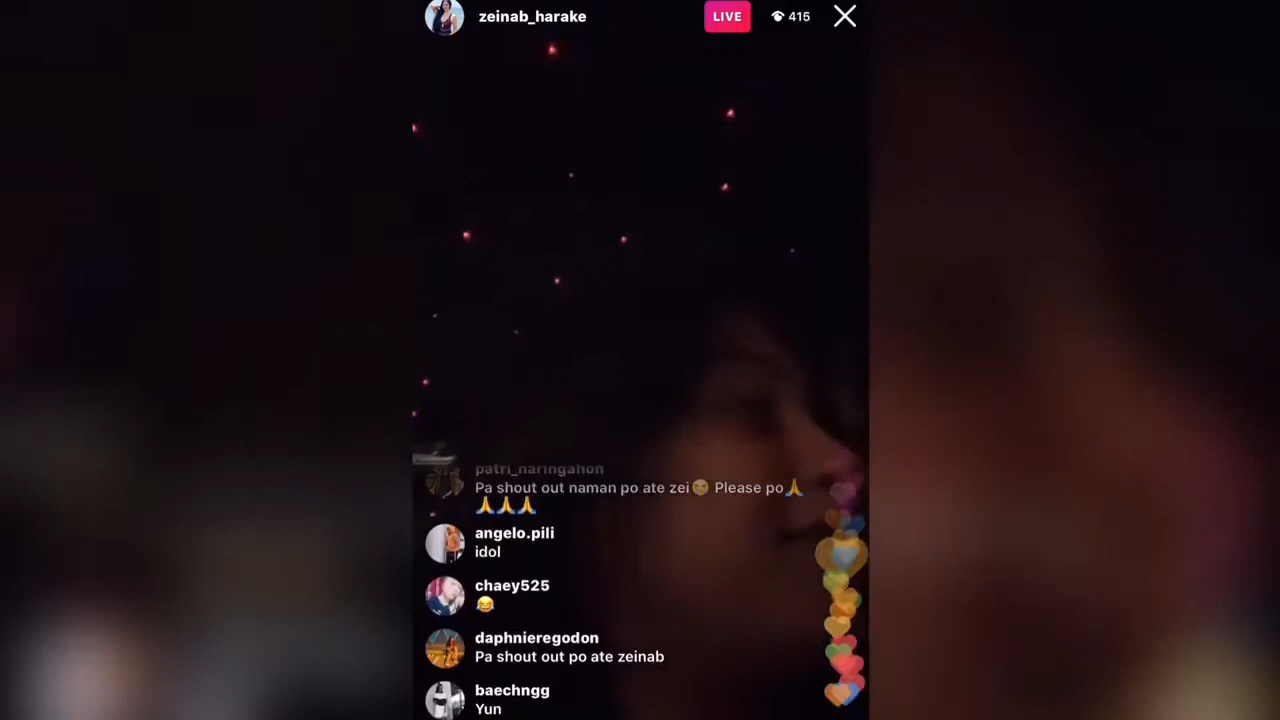 zeinab_harake
LIVE
415
patri_naringahon
Pa shout out naman po ate zei😂 Please po🙏
🙏🙏🙏
angelo.pili
idol
chaey525
😂
daphnieregodon
Pa shout out po ate zeinab
baechngg
Yun